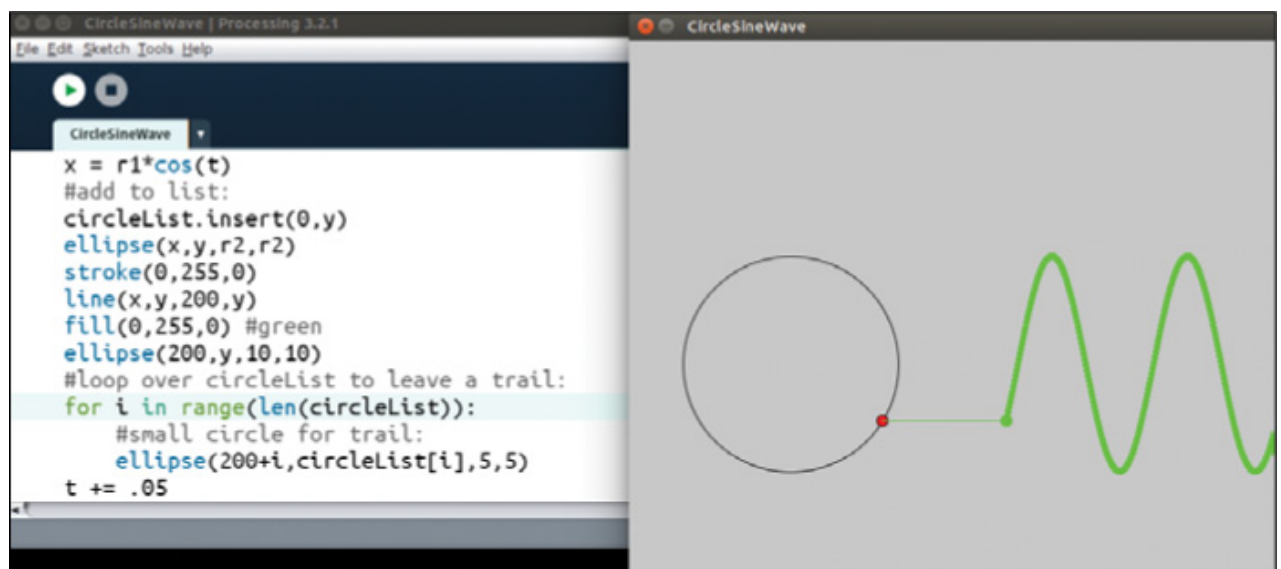 CircleSineWave | Processing 3.2.1
File Edit Sketch Tools Help
CircleSineWave
x = r1*cos(t)
#add to list:
circleList.insert(0,y)
ellipse(x,y,r2,r2)
stroke(0,255,0)
line(x,y,200,y)
fill(0,255,0) #green
ellipse(200,y,10,10)
#loop over circleList to leave a trail:
for i in range(len(circleList)):
#small circle for trail:
ellipse(200+i,circleList[i],5,5)
t += .05
CircleSineWave